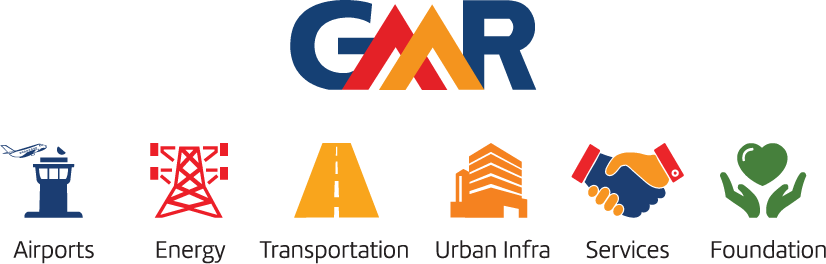 GMR
Airports Energy Transportation Urban Infra Services Foundation